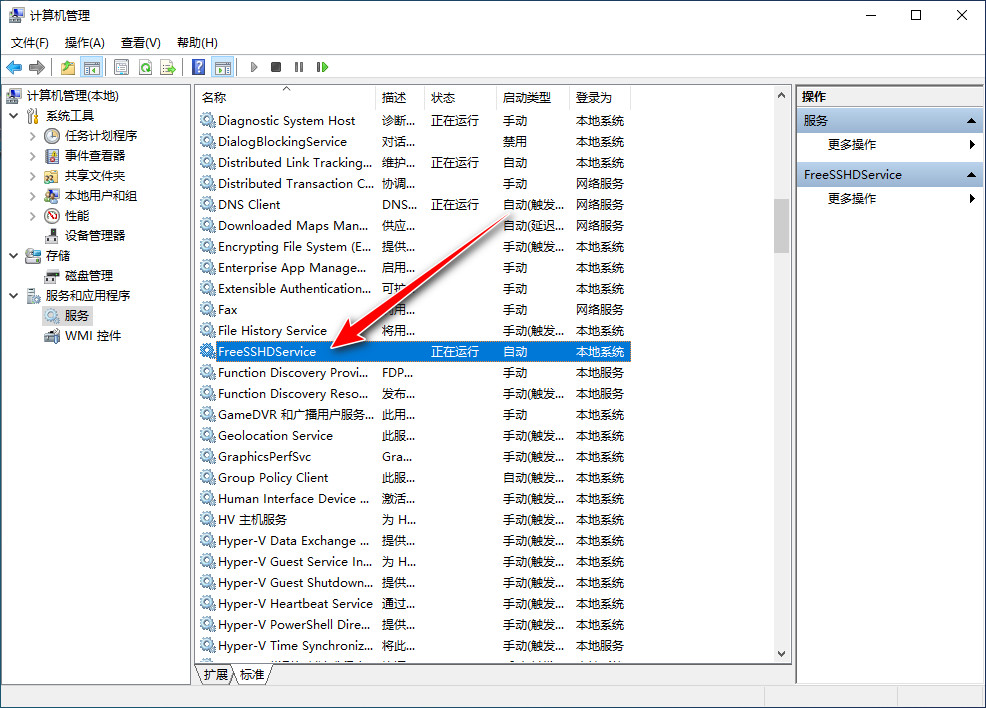 计算机管理
文件(F) 操作(A) 查看(V) 帮助(H)
计算机管理(本地)
系统工具
任务计划程序
事件查看器
共享文件夹
本地用户和组
性能
设备管理器
存储
磁盘管理
服务和应用程序
服务
WMI 控件
名称 描述 状态 启动类型 登录为
Diagnostic System Host 诊断... 正在运行 手动 本地系统
DialogBlockingService 对话... 禁用 本地系统
Distributed Link Tracking... 维护... 正在运行 自动 本地系统
Distributed Transaction C... 协调... 手动 网络服务
DNS Client DNS... 正在运行 自动(触发... 网络服务
Downloaded Maps Man... 供应... 自动(延迟... 网络服务
Encrypting File System (E... 提供... 手动(触发... 本地系统
Enterprise App Manage... 启用... 手动 本地系统
Extensible Authentication... 可扩 手动 本地系统
Fax 用... 手动 网络服务
File History Service 将用... 手动(触发... 本地系统
FreeSSHDService 正在运行 自动 本地系统
Function Discovery Provi... FDP... 手动 本地服务
Function Discovery Reso... 发布... 手动(触发... 本地服务
GameDVR 和广播用户服务... 此用... 手动 本地系统
Geolocation Service 此服... 手动(触发... 本地系统
GraphicsPerfSvc Gra... 手动(触发... 本地系统
Group Policy Client 此服... 自动(触发... 本地系统
Human Interface Device ... 激活... 手动(触发... 本地系统
HV 主机服务 为 H... 手动(触发... 本地系统
Hyper-V Data Exchange ... 提供... 手动(触发... 本地系统
Hyper-V Guest Service In... 为 H... 手动(触发... 本地系统
Hyper-V Guest Shutdown... 提供... 手动(触发... 本地系统
Hyper-V Heartbeat Service 通过... 手动(触发... 本地系统
Hyper-V PowerShell Dire... 提供... 手动(触发... 本地系统
Hyper-V Time Synchroniz... 将此... 手动(触发... 本地服务
扩展 标准
操作
服务
更多操作
FreeSSHDService
更多操作